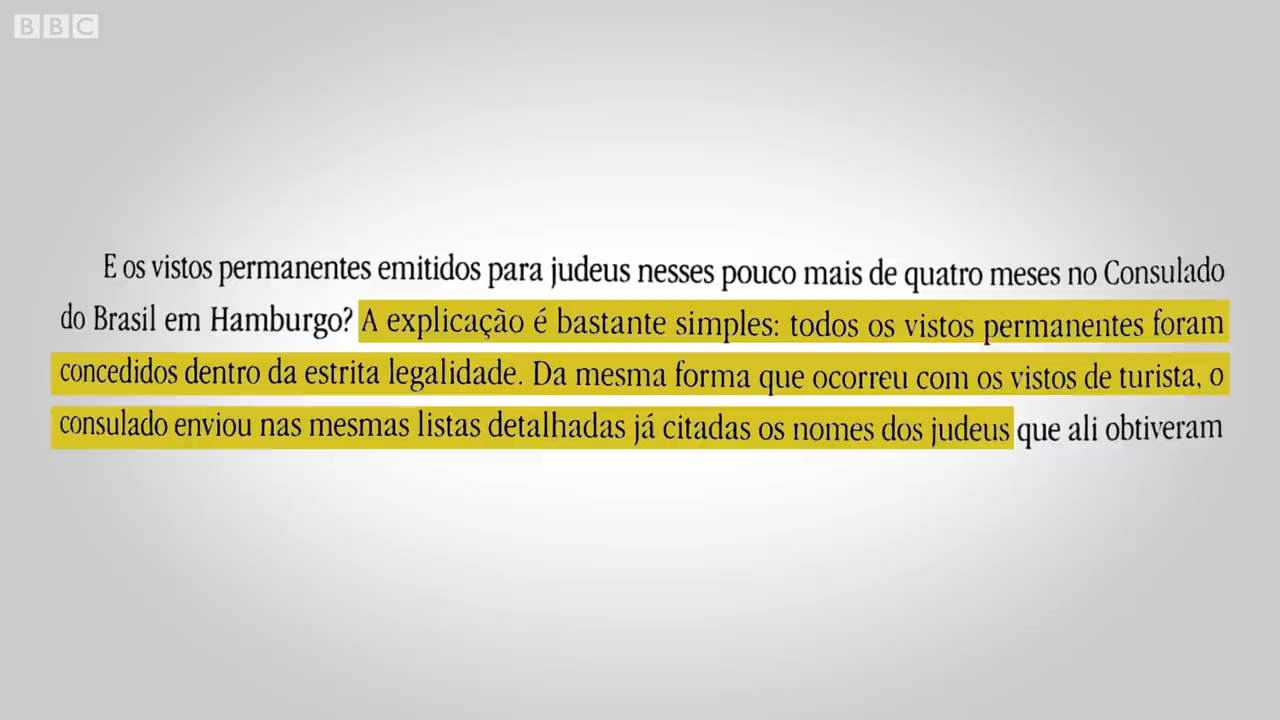 BBC
E os vistos permanentes emitidos para judeus nesses pouco mais de quatro meses no Consulado
do Brasil em Hamburgo? A explicação é bastante simples: todos os vistos permanentes foram
concedidos dentro da estrita legalidade. Da mesma forma que ocorreu com os vistos de turista, o
consulado enviou nas mesmas listas detalhadas já citadas os nomes dos judeus que ali obtiveram